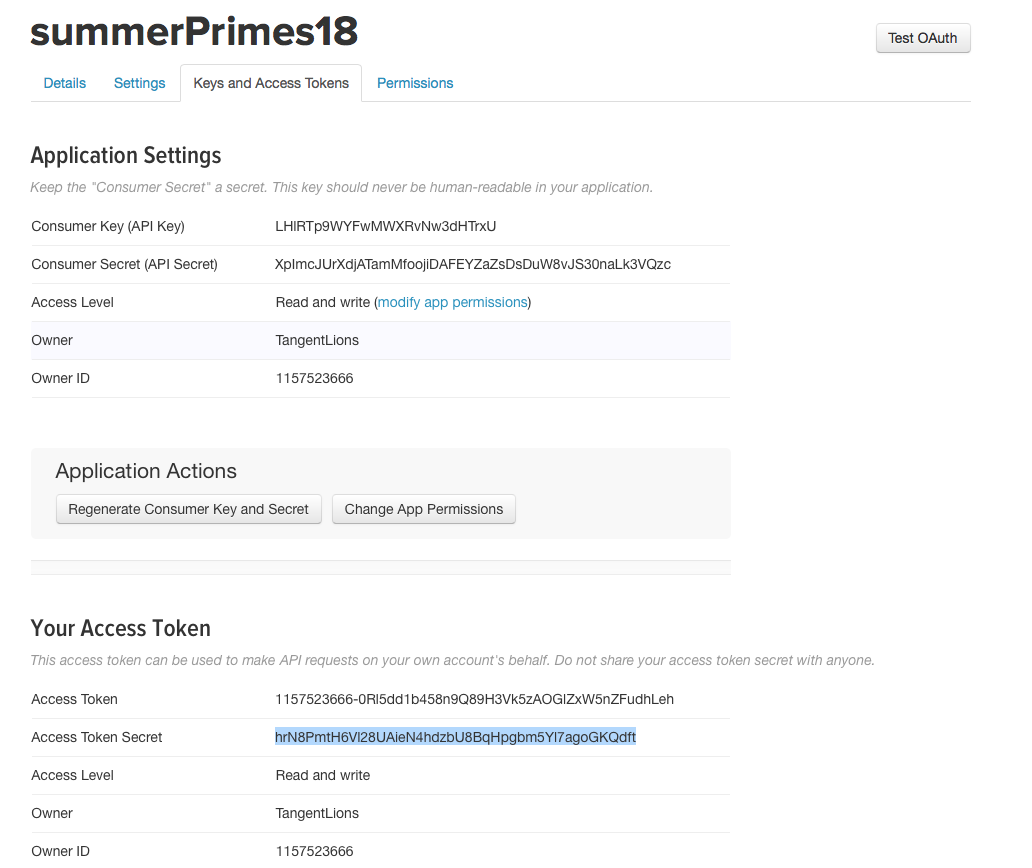 summerPrimes18
Test OAuth
Details Settings Keys and Access Tokens Permissions
Application Settings
Keep the "Consumer Secret" a secret. This key should never be human-readable in your application.
Consumer Key (API Key)
Consumer Secret (API Secret)
Access Level Read and write (modify app permissions)
Owner TangentLions
Owner ID 1157523666
Application Actions
Regenerate Consumer Key and Secret Change App Permissions
Your Access Token
This access token can be used to make API requests on your own account's behalf. Do not share your access token secret with anyone.
Access Token
Access Token Secret
Access Level Read and write
Owner TangentLions
Owner ID 1157523666